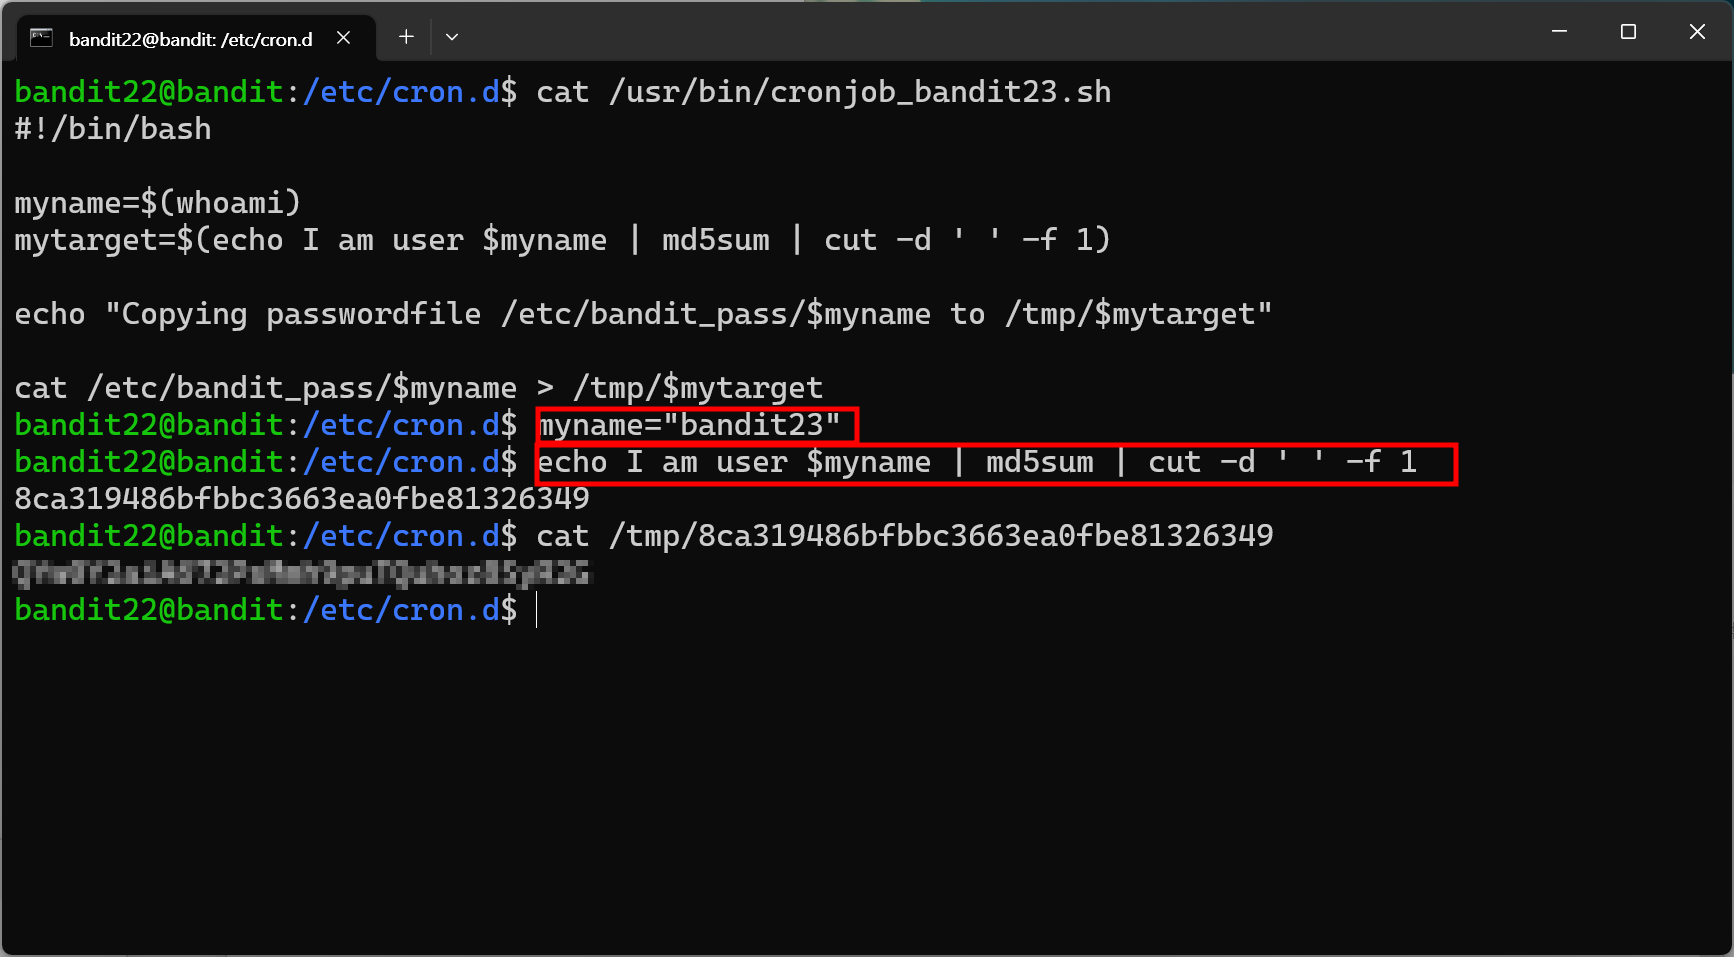 bandit22@bandit: /etc/cron.d
bandit22@bandit:/etc/cron.d$ cat /usr/bin/cronjob_bandit23.sh
#!/bin/bash
myname=$(whoami)
mytarget=$(echo I am user $myname | md5sum | cut -d ' ' -f 1)
echo "Copying passwordfile /etc/bandit_pass/$myname to /tmp/$mytarget"
cat /etc/bandit_pass/$myname > /tmp/$mytarget
bandit22@bandit:/etc/cron.d$ myname="bandit23"
bandit22@bandit:/etc/cron.d$ echo I am user $myname | md5sum | cut -d ' ' -f 1
8ca319486bfbbc3663ea0fbe81326349
bandit22@bandit:/etc/cron.d$ cat /tmp/8ca319486bfbbc3663ea0fbe81326349
bandit22@bandit:/etc/cron.d$